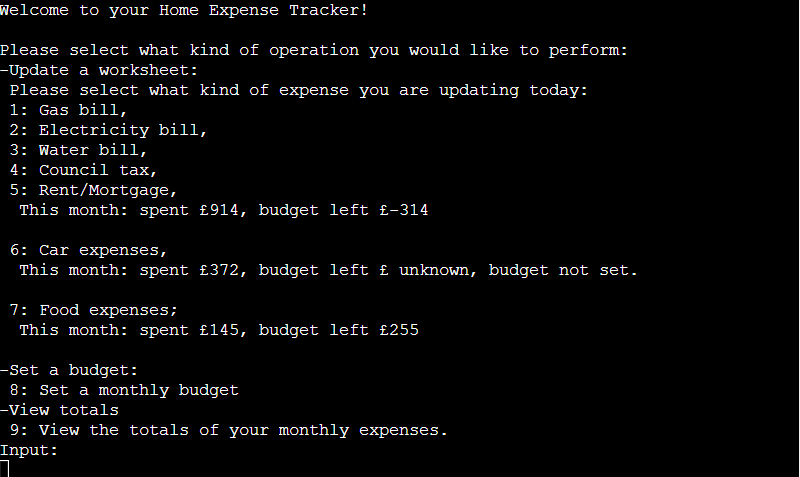 Welcome to your Home Expense Tracker!
Please select what kind of operation you would like to perform:
-Update a worksheet:
Please select what kind of expense you are updating today:
1: Gas bill,
2: Electricity bill,
3: Water bill,
4: Council tax,
5: Rent/Mortgage,
This month: spent £914, budget left £-314
6: Car expenses,
This month: spent £372, budget left £ unknown, budget not set.
7: Food expenses;
This month: spent £145, budget left £255
-Set a budget:
8: Set a monthly budget
-View totals
9: View the totals of your monthly expenses.
Input: